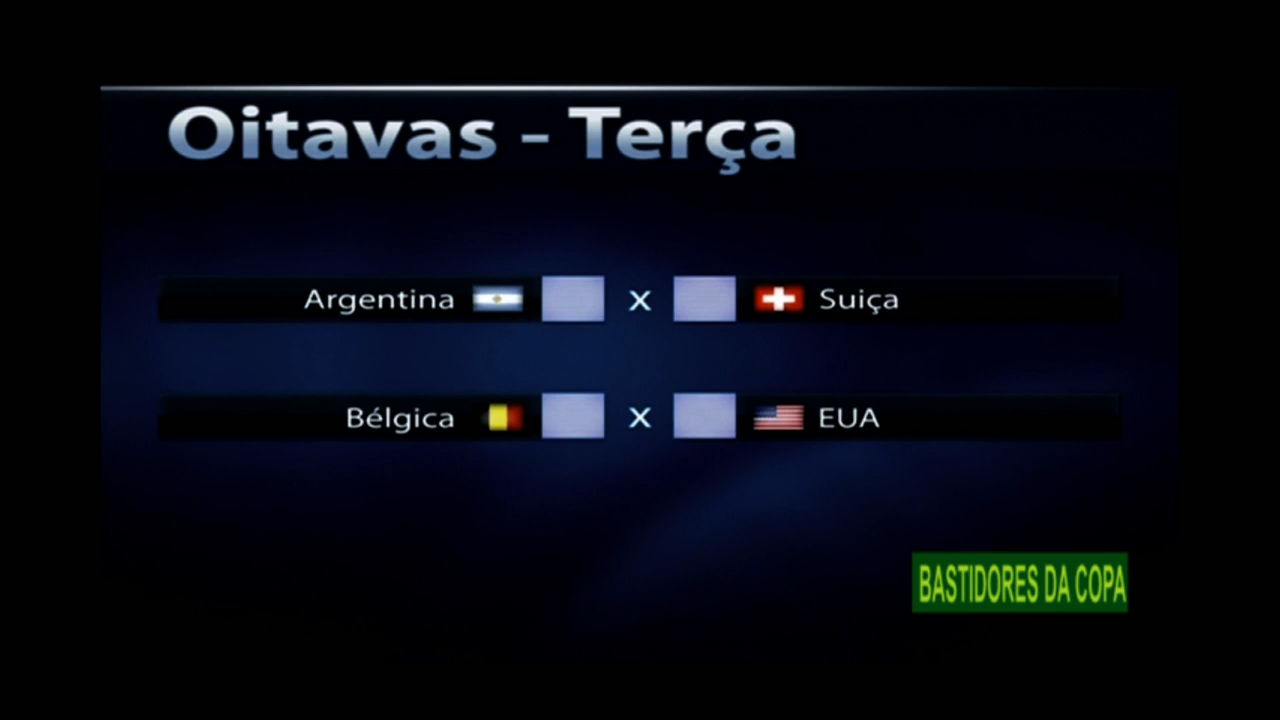 Oitavas - Terça
Argentina x Suiça
Bélgica x EUA
BASTIDORES DA COPA